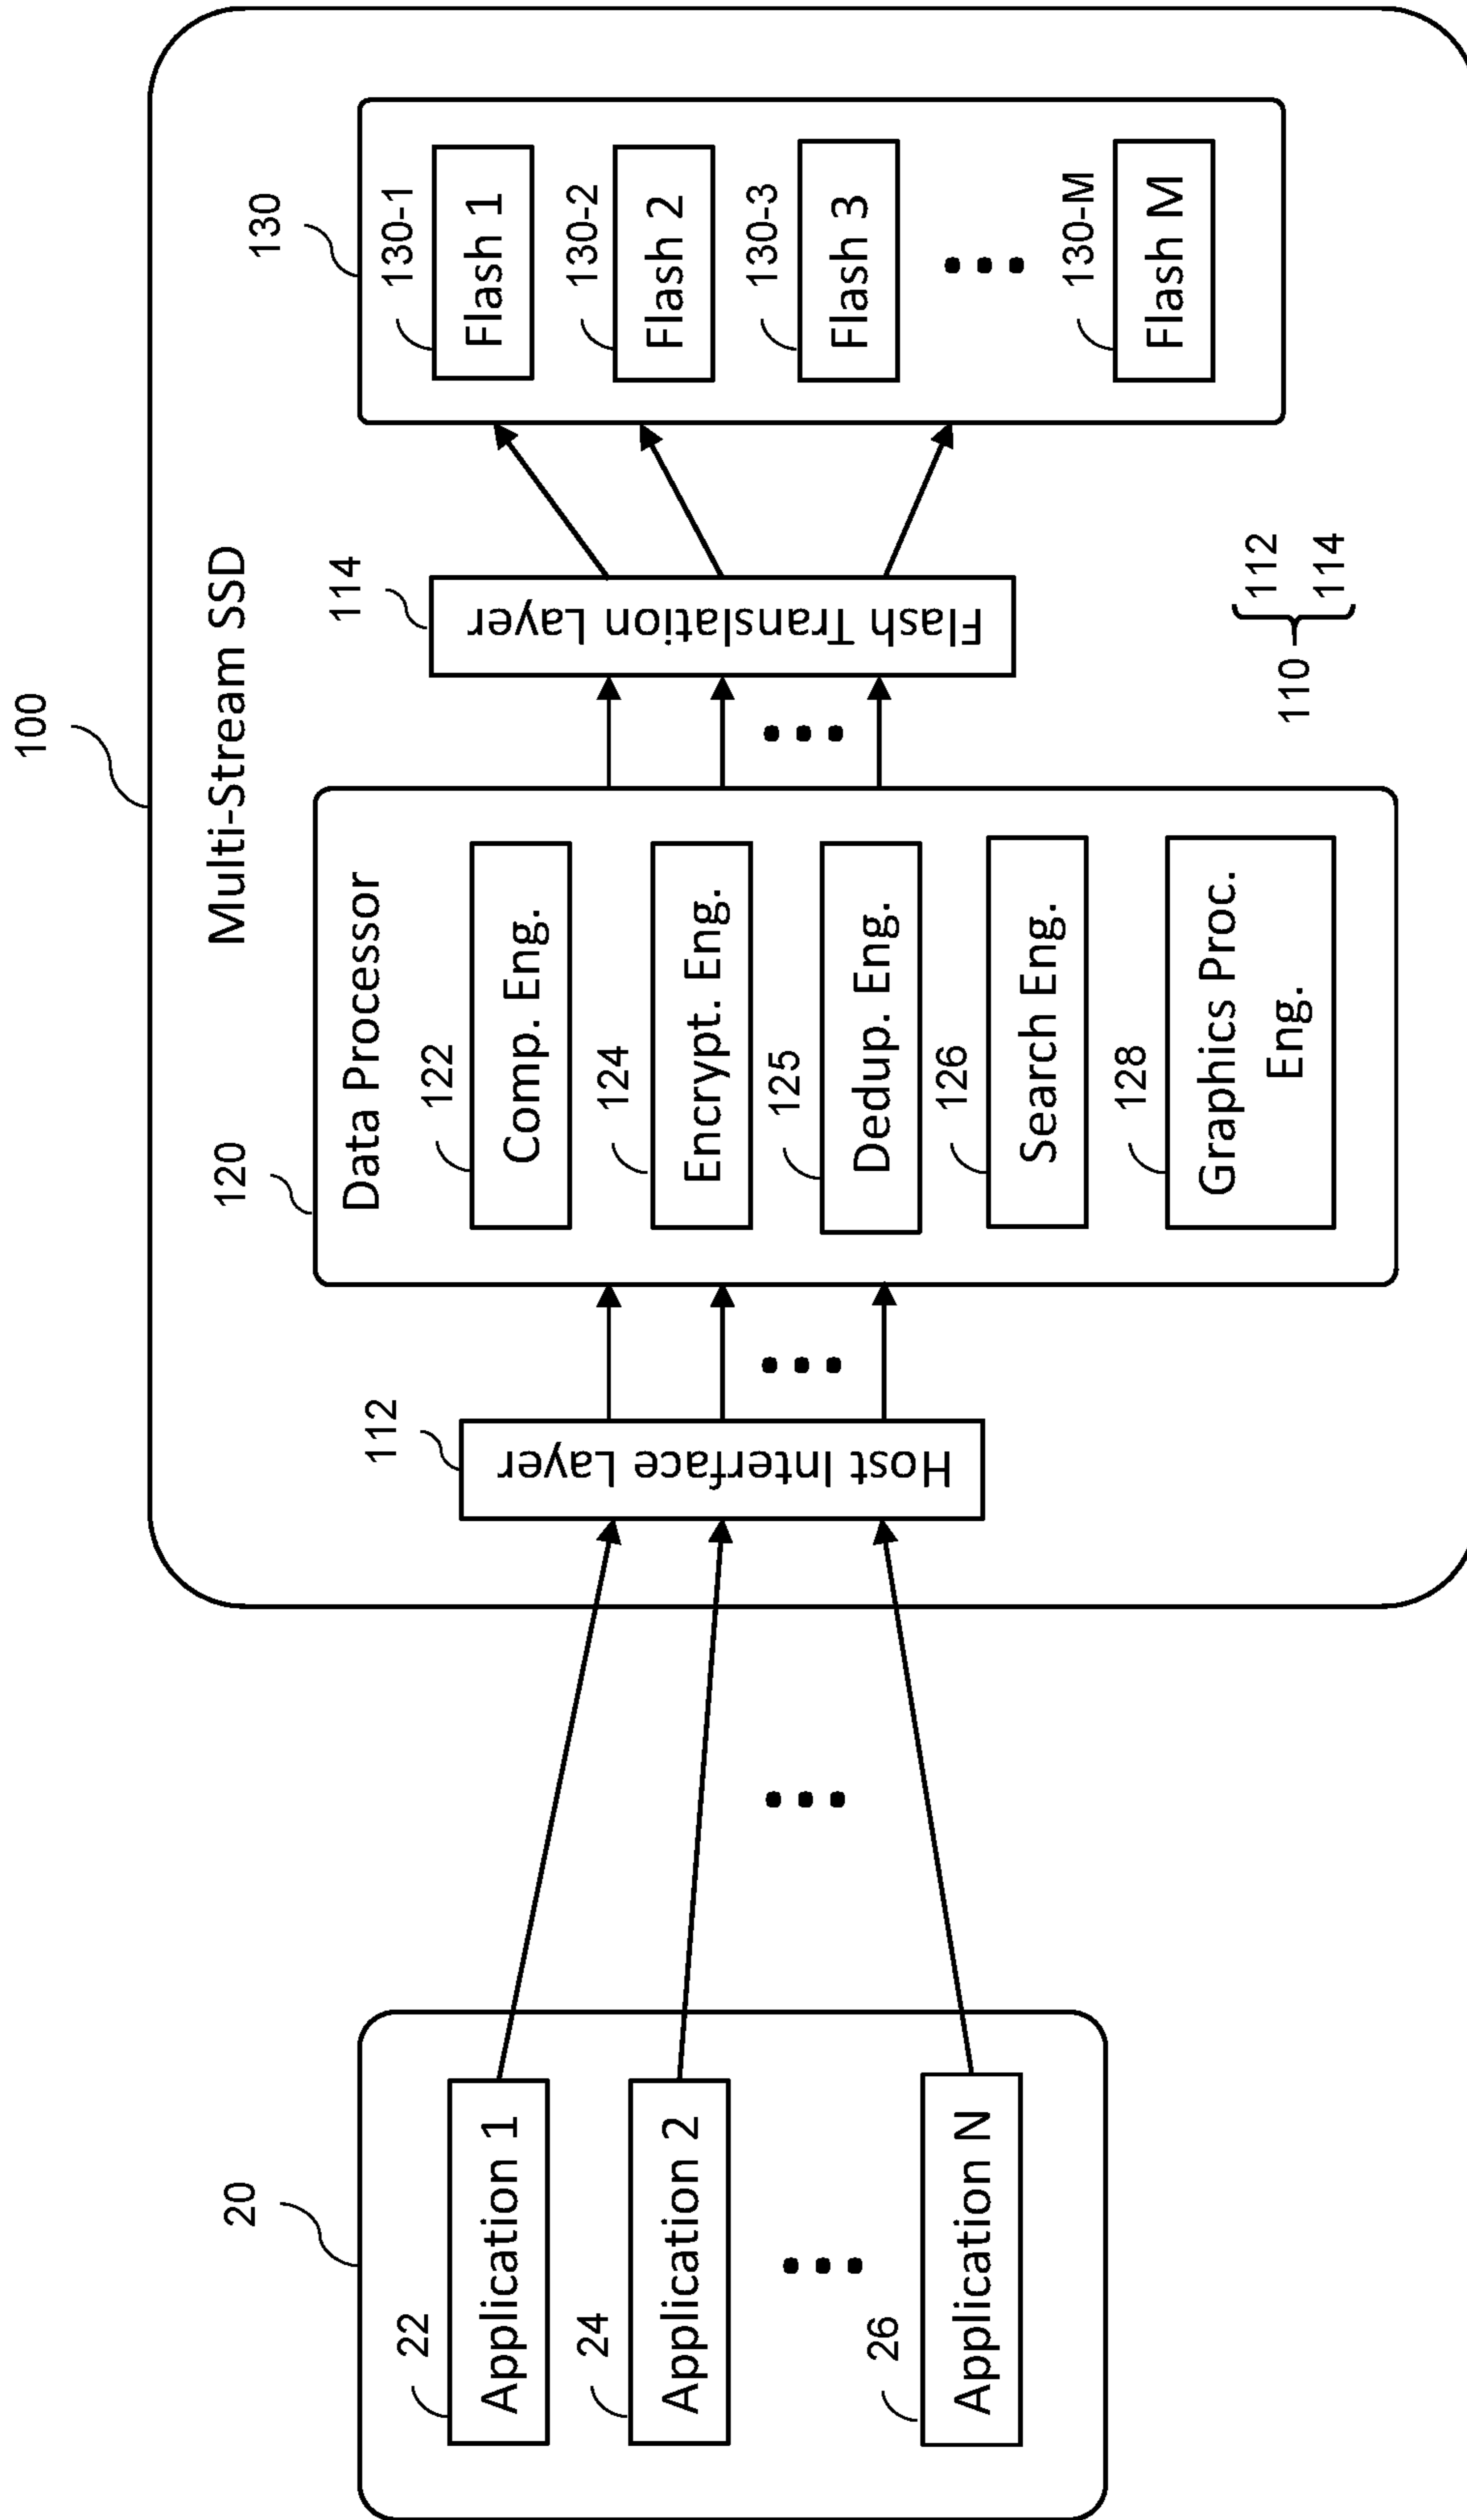 100
Multi-Stream SSD
20
22
Application 1
24
Application 2
26
Application N
112
Host Interface Layer
120
Data Processor
122
Comp. Eng.
124
Encrypt. Eng.
125
Dedup. Eng.
126
Search Eng.
128
Graphics Proc.
Eng.
114
Flash Translation Layer
130
130-1
Flash 1
130-2
Flash 2
130-3
Flash 3
130-M
Flash M
110
112
114